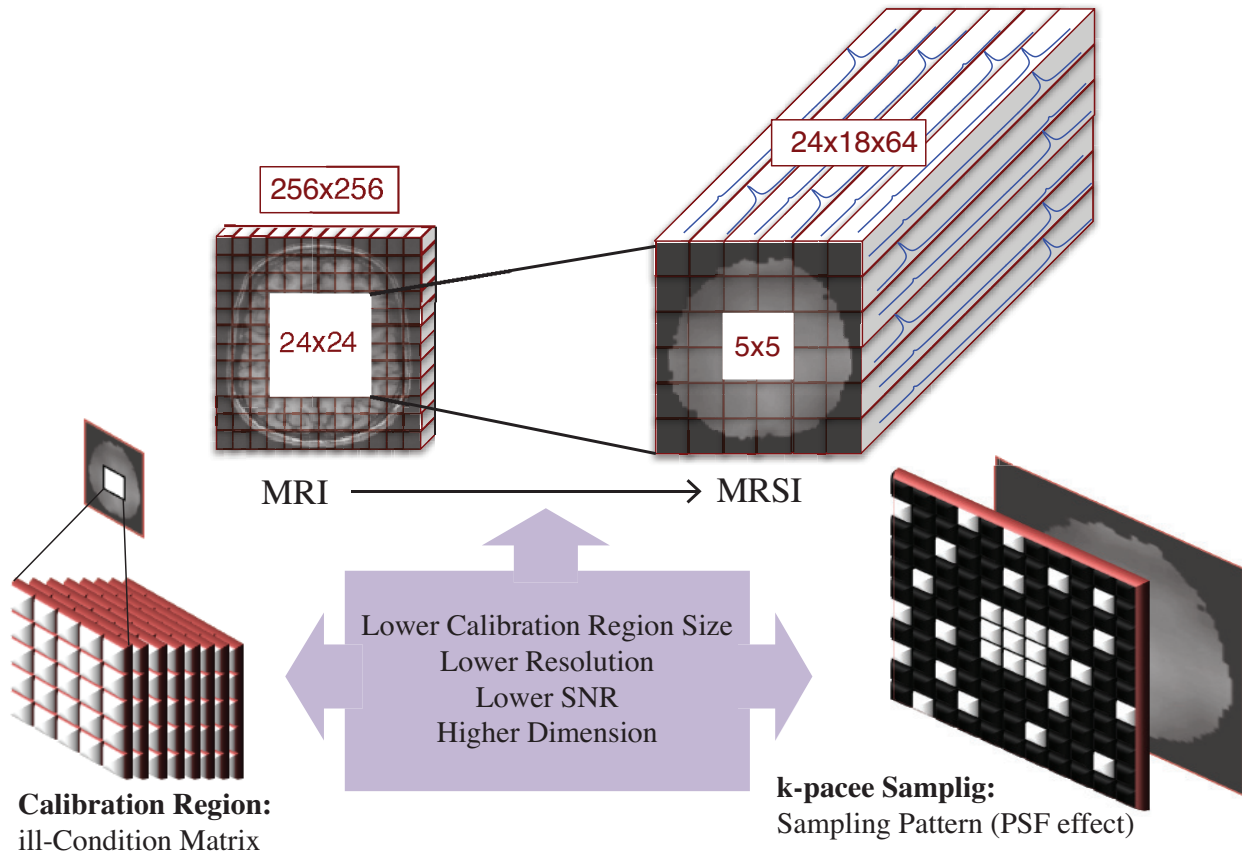 24x18x64
256x256
24x24
5x5
MRI
MRSI
Lower Calibration Region Size
Lower Resolution
Lower SNR
Higher Dimension
Calibration Region:
ill-Condition Matrix
k-pacee Samplig:
Sampling Pattern (PSF effect)